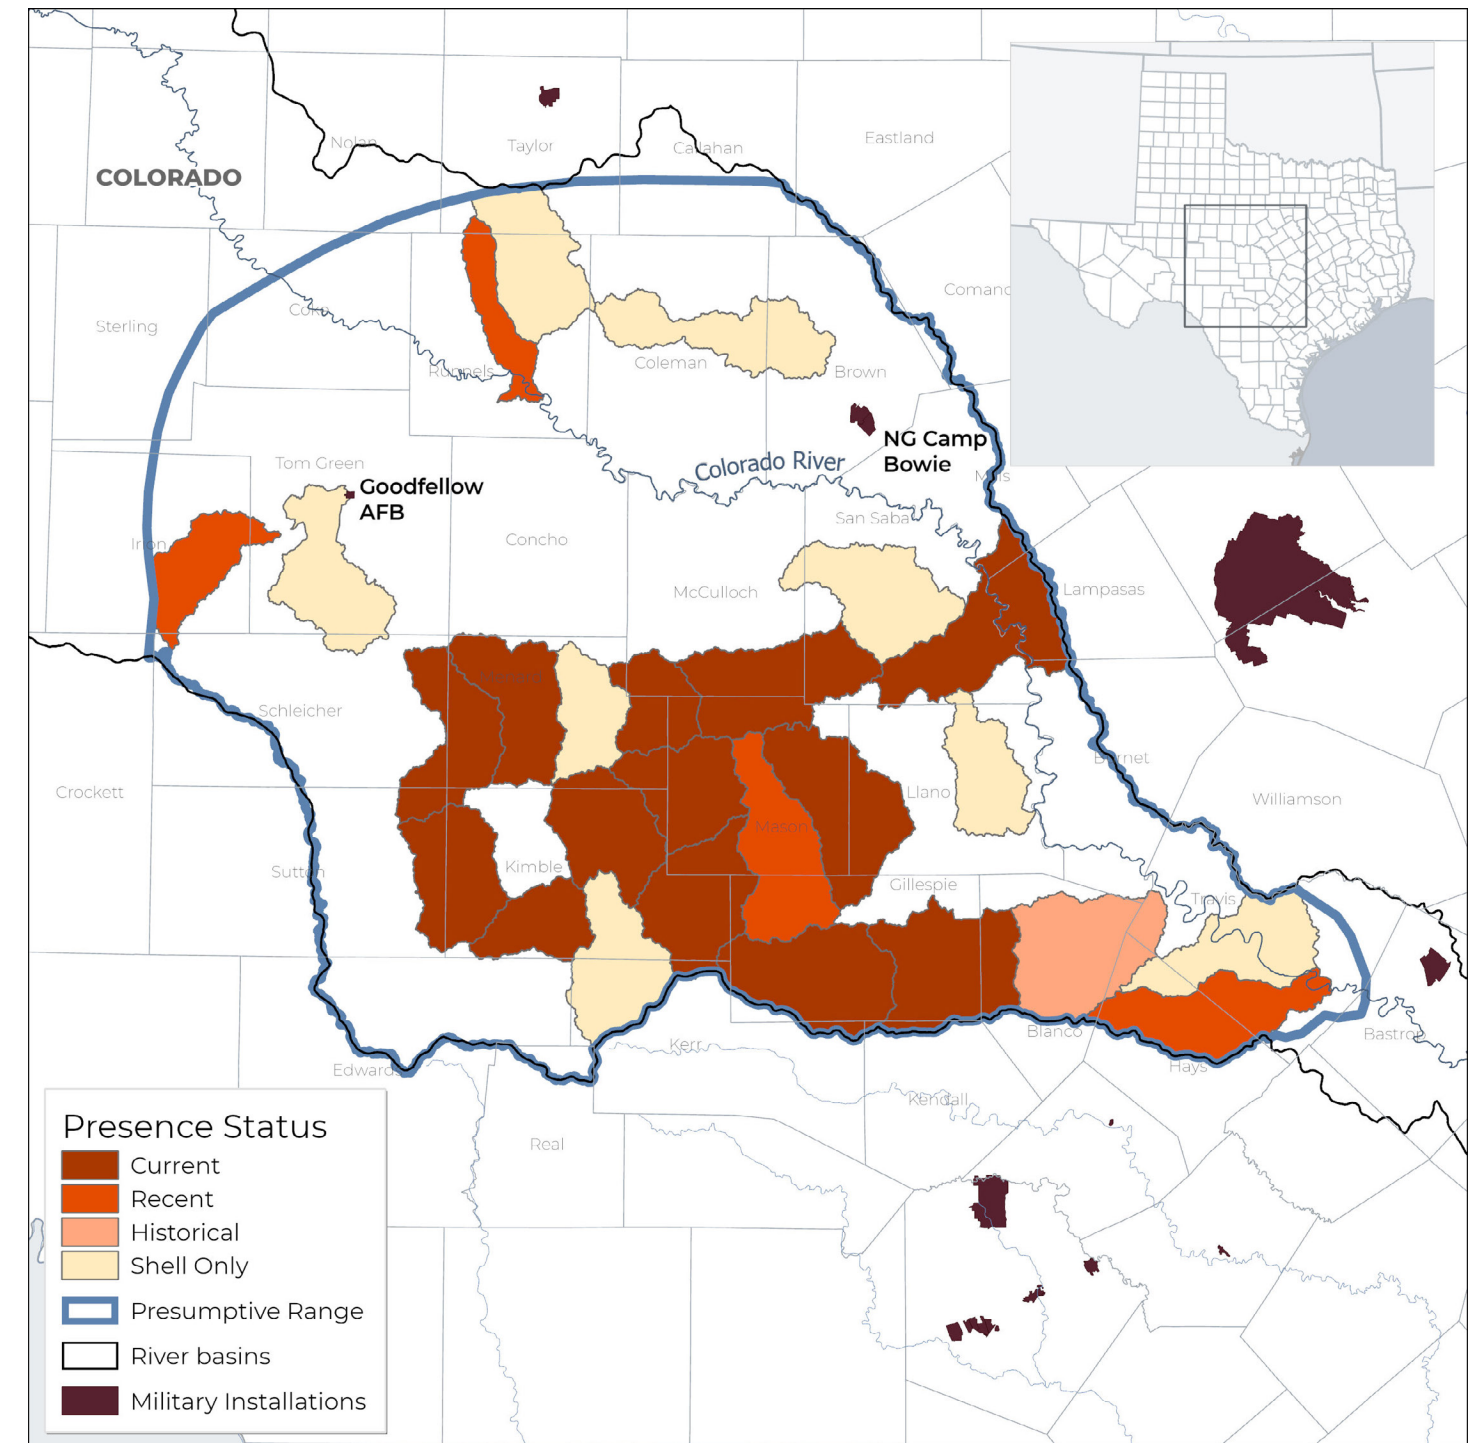 Nolan
Taylor
Callahan
Eastland
COLORADO
Sterling
Coke
Comanc
Runnels
Coleman
Brown
NG Camp
Bowie
Colorado River
Mills
Tom Green
Goodfellow
AFB
Irion
Concho
San Saba
McCulloch
Lampasas
Menard
Schleicher
Crockett
Burnet
Llano
Williamson
Mason
Sutton
Kimble
Gillespie
Travis
Blanco
Bastrop
Kerr
Edwards
Hays
Kendall
Real
Presence Status
Current
Recent
Historical
Shell Only
Presumptive Range
River basins
Military Installations